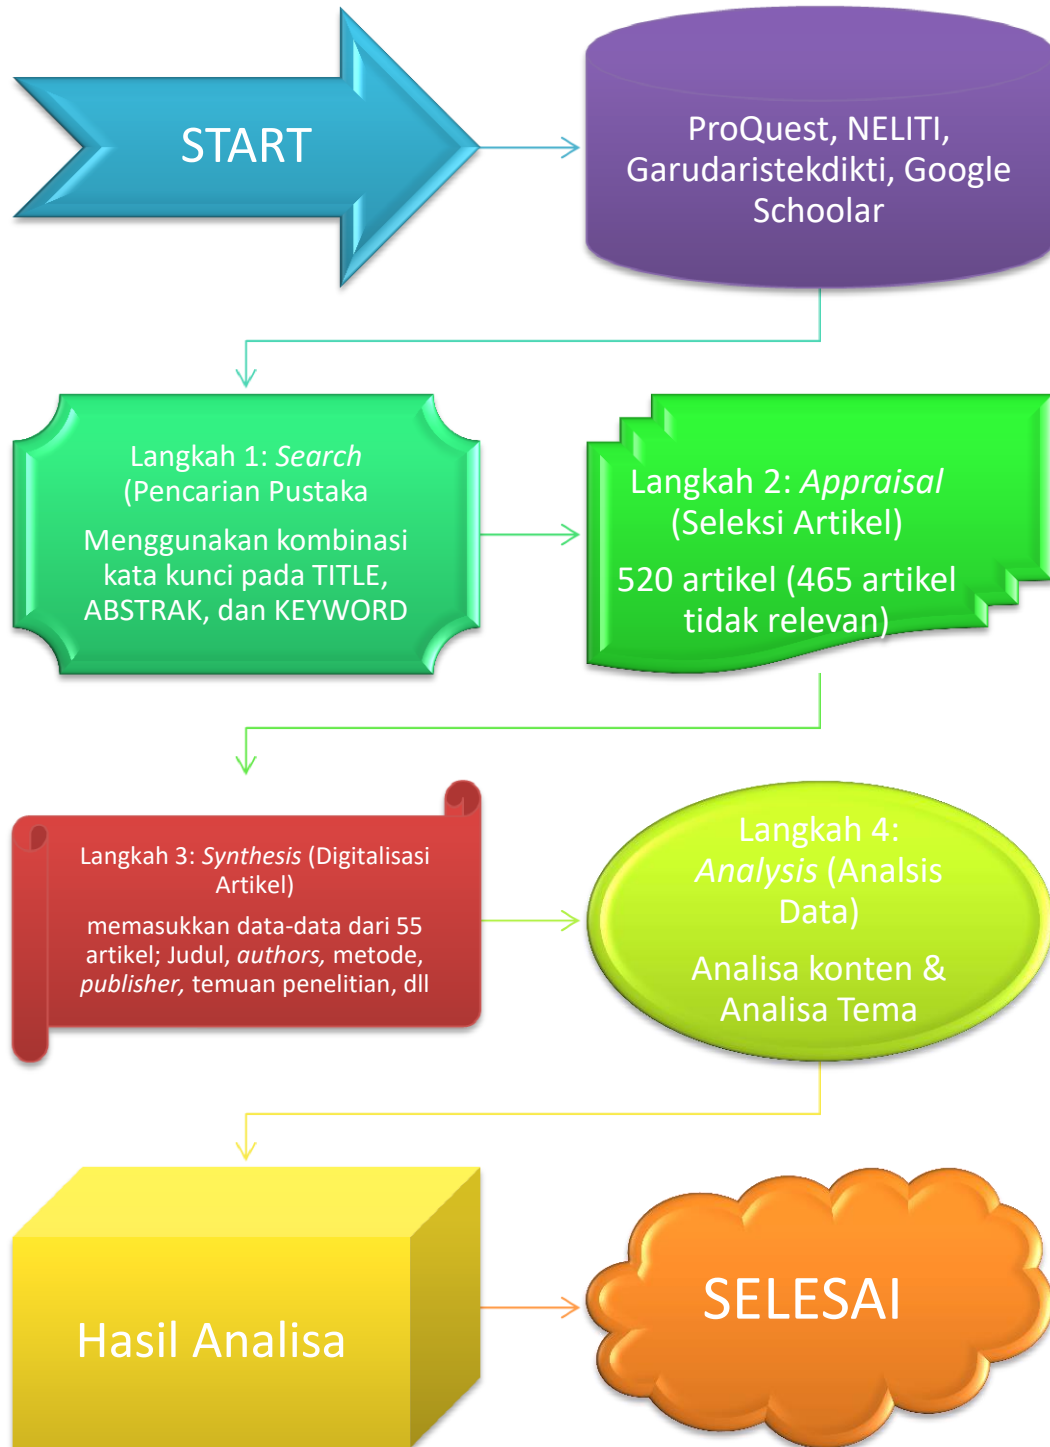 START
ProQuest, NELITI,
Garudaristekdikti, Google
Schoolar
Langkah 1: Search
(Pencarian Pustaka
Menggunakan kombinasi
kata kunci pada TITLE,
ABSTRAK, dan KEYWORD
Langkah 2: Appraisal
(Seleksi Artikel)
520 artikel (465 artikel
tidak relevan)
Langkah 3: Synthesis (Digitalisasi
Artikel)
memasukkan data-data dari 55
artikel; Judul, authors, metode,
publisher, temuan penelitian, dll
Langkah 4:
Analysis (Analsis
Data)
Analisa konten &
Analisa Tema
Hasil Analisa
SELESAI